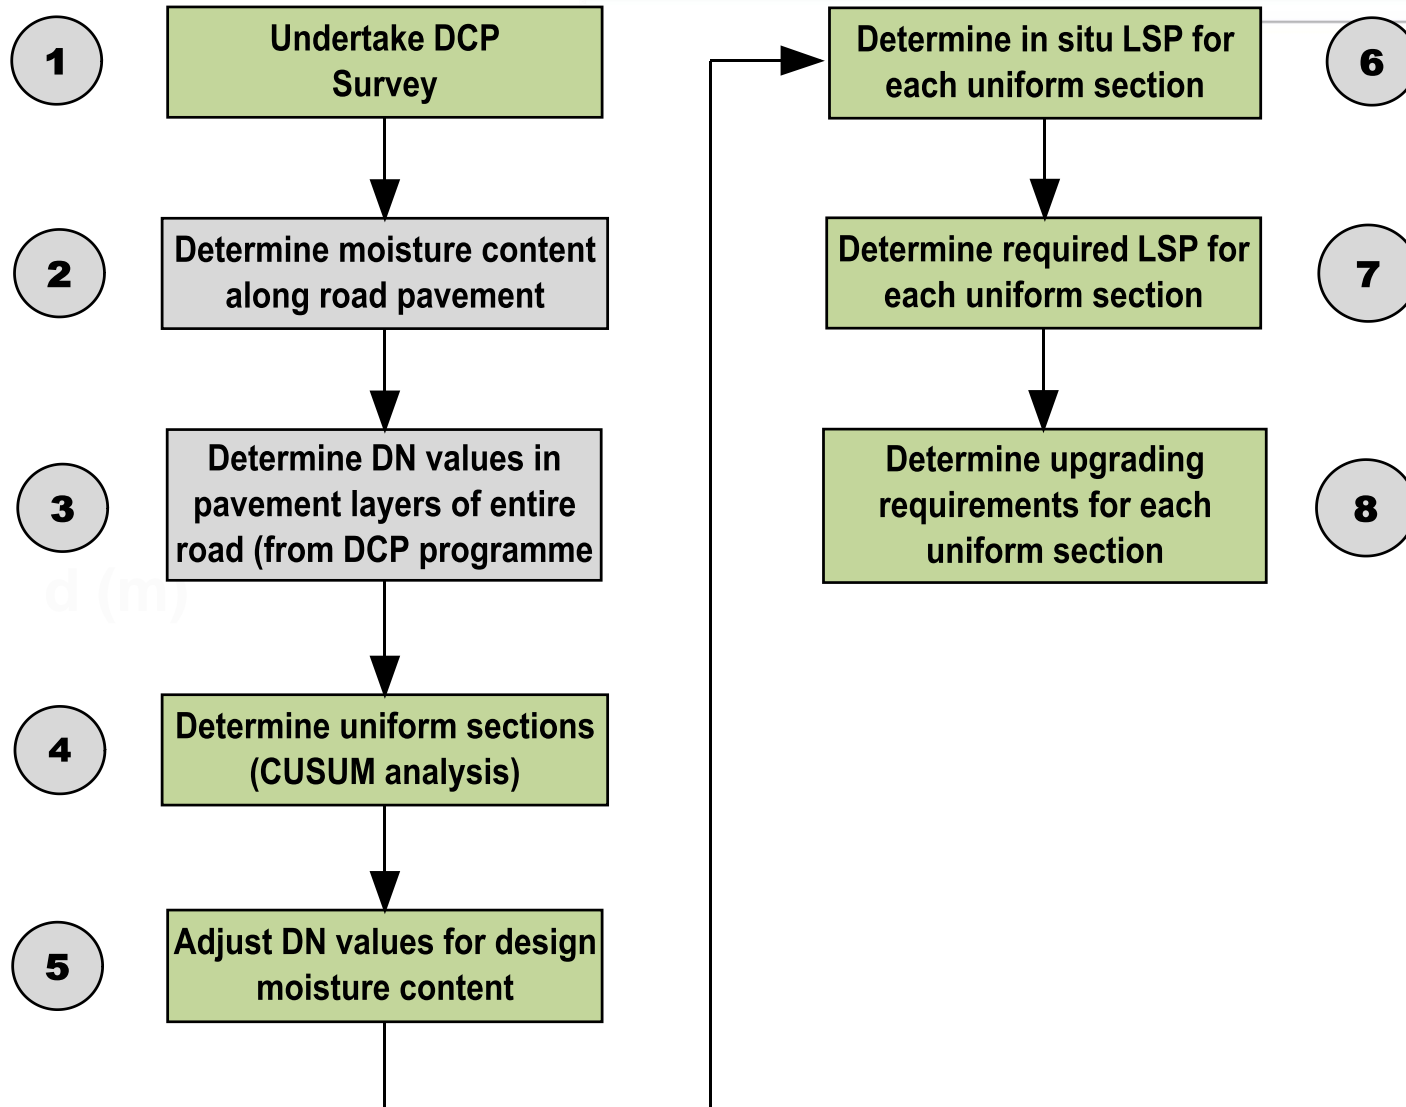 1
Undertake DCP
Survey
2
Determine moisture content
along road pavement
3
Determine DN values in
pavement layers of entire
road (from DCP programme
d (m)
4
Determine uniform sections
(CUSUM analysis)
5
Adjust DN values for design
moisture content
6
Determine in situ LSP for
each uniform section
7
Determine required LSP for
each uniform section
8
Determine upgrading
requirements for each
uniform section